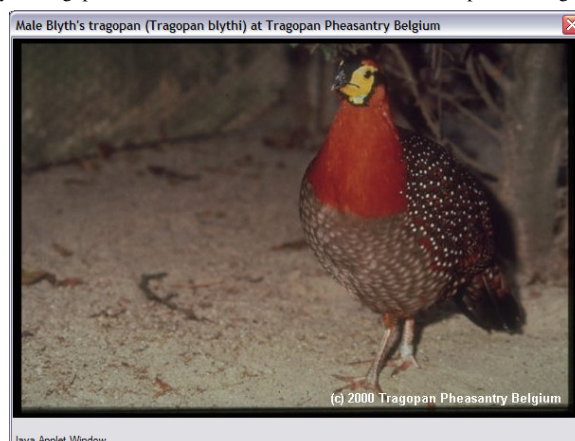 Male Blyth's tragopan (Tragopan blythi) at Tragopan Pheasantry Belgium
(c) 2000 Tragopan Pheasantry Belgium
Java Applet Window